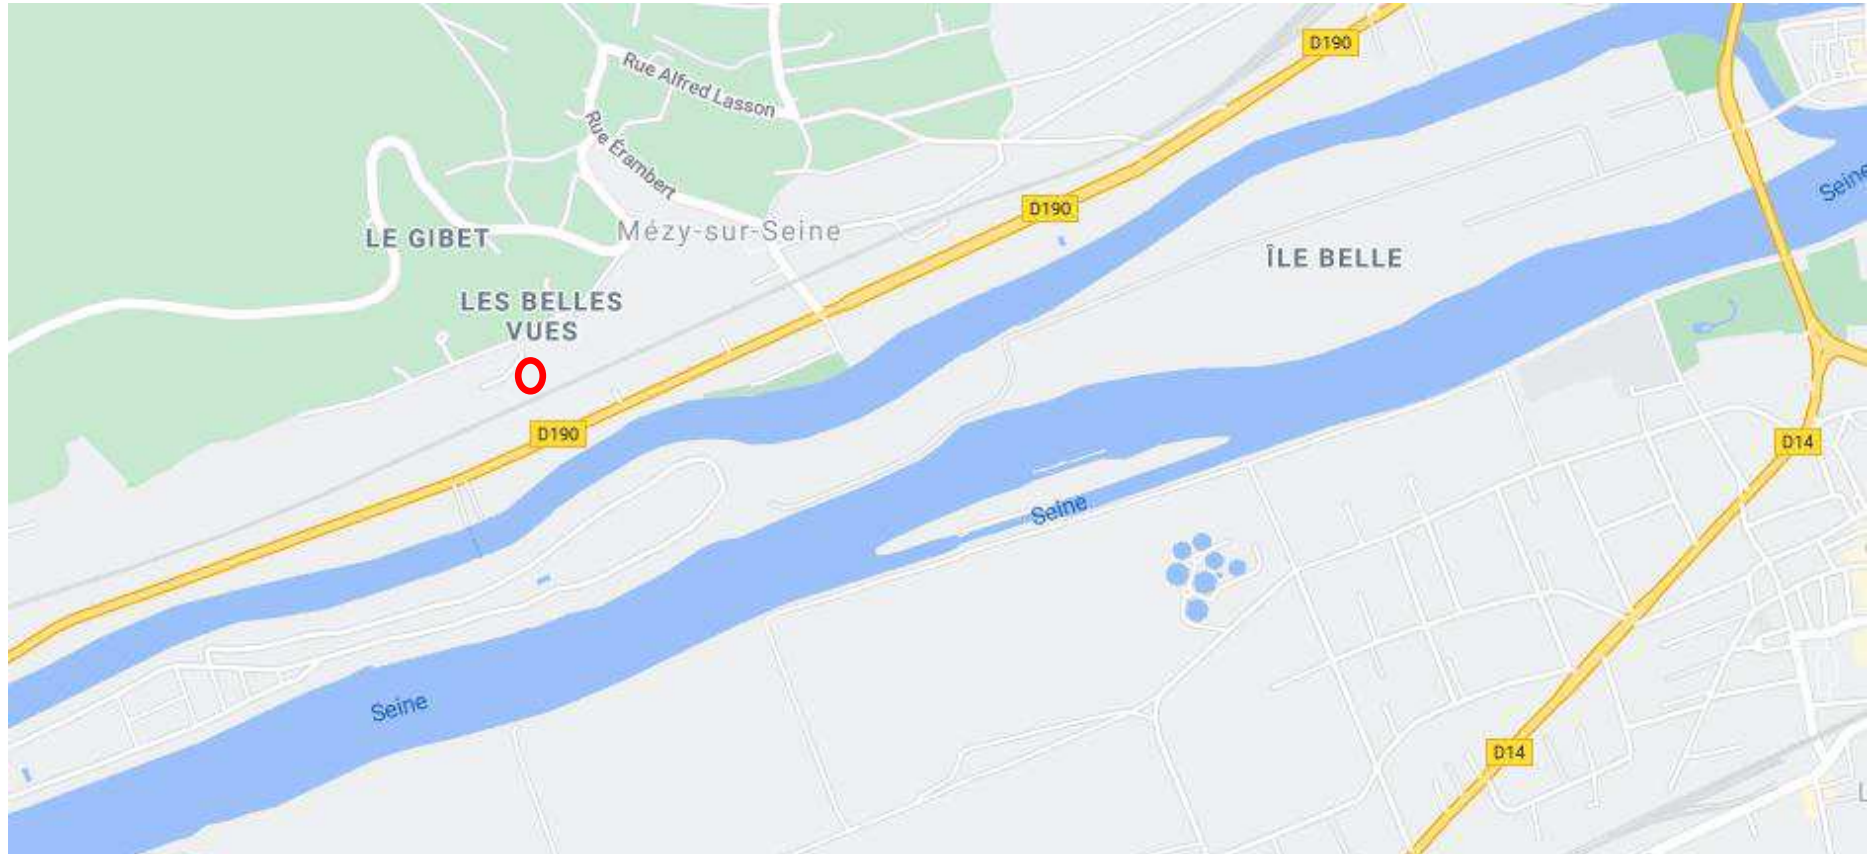 D190
Rue Alfred Lasson
Rue Érambert
Seine
D190
Mézy-sur-Seine
LE GIBET
ÎLE BELLE
LES BELLES
VUES
D190
D14
Seine
Seine
D14
L